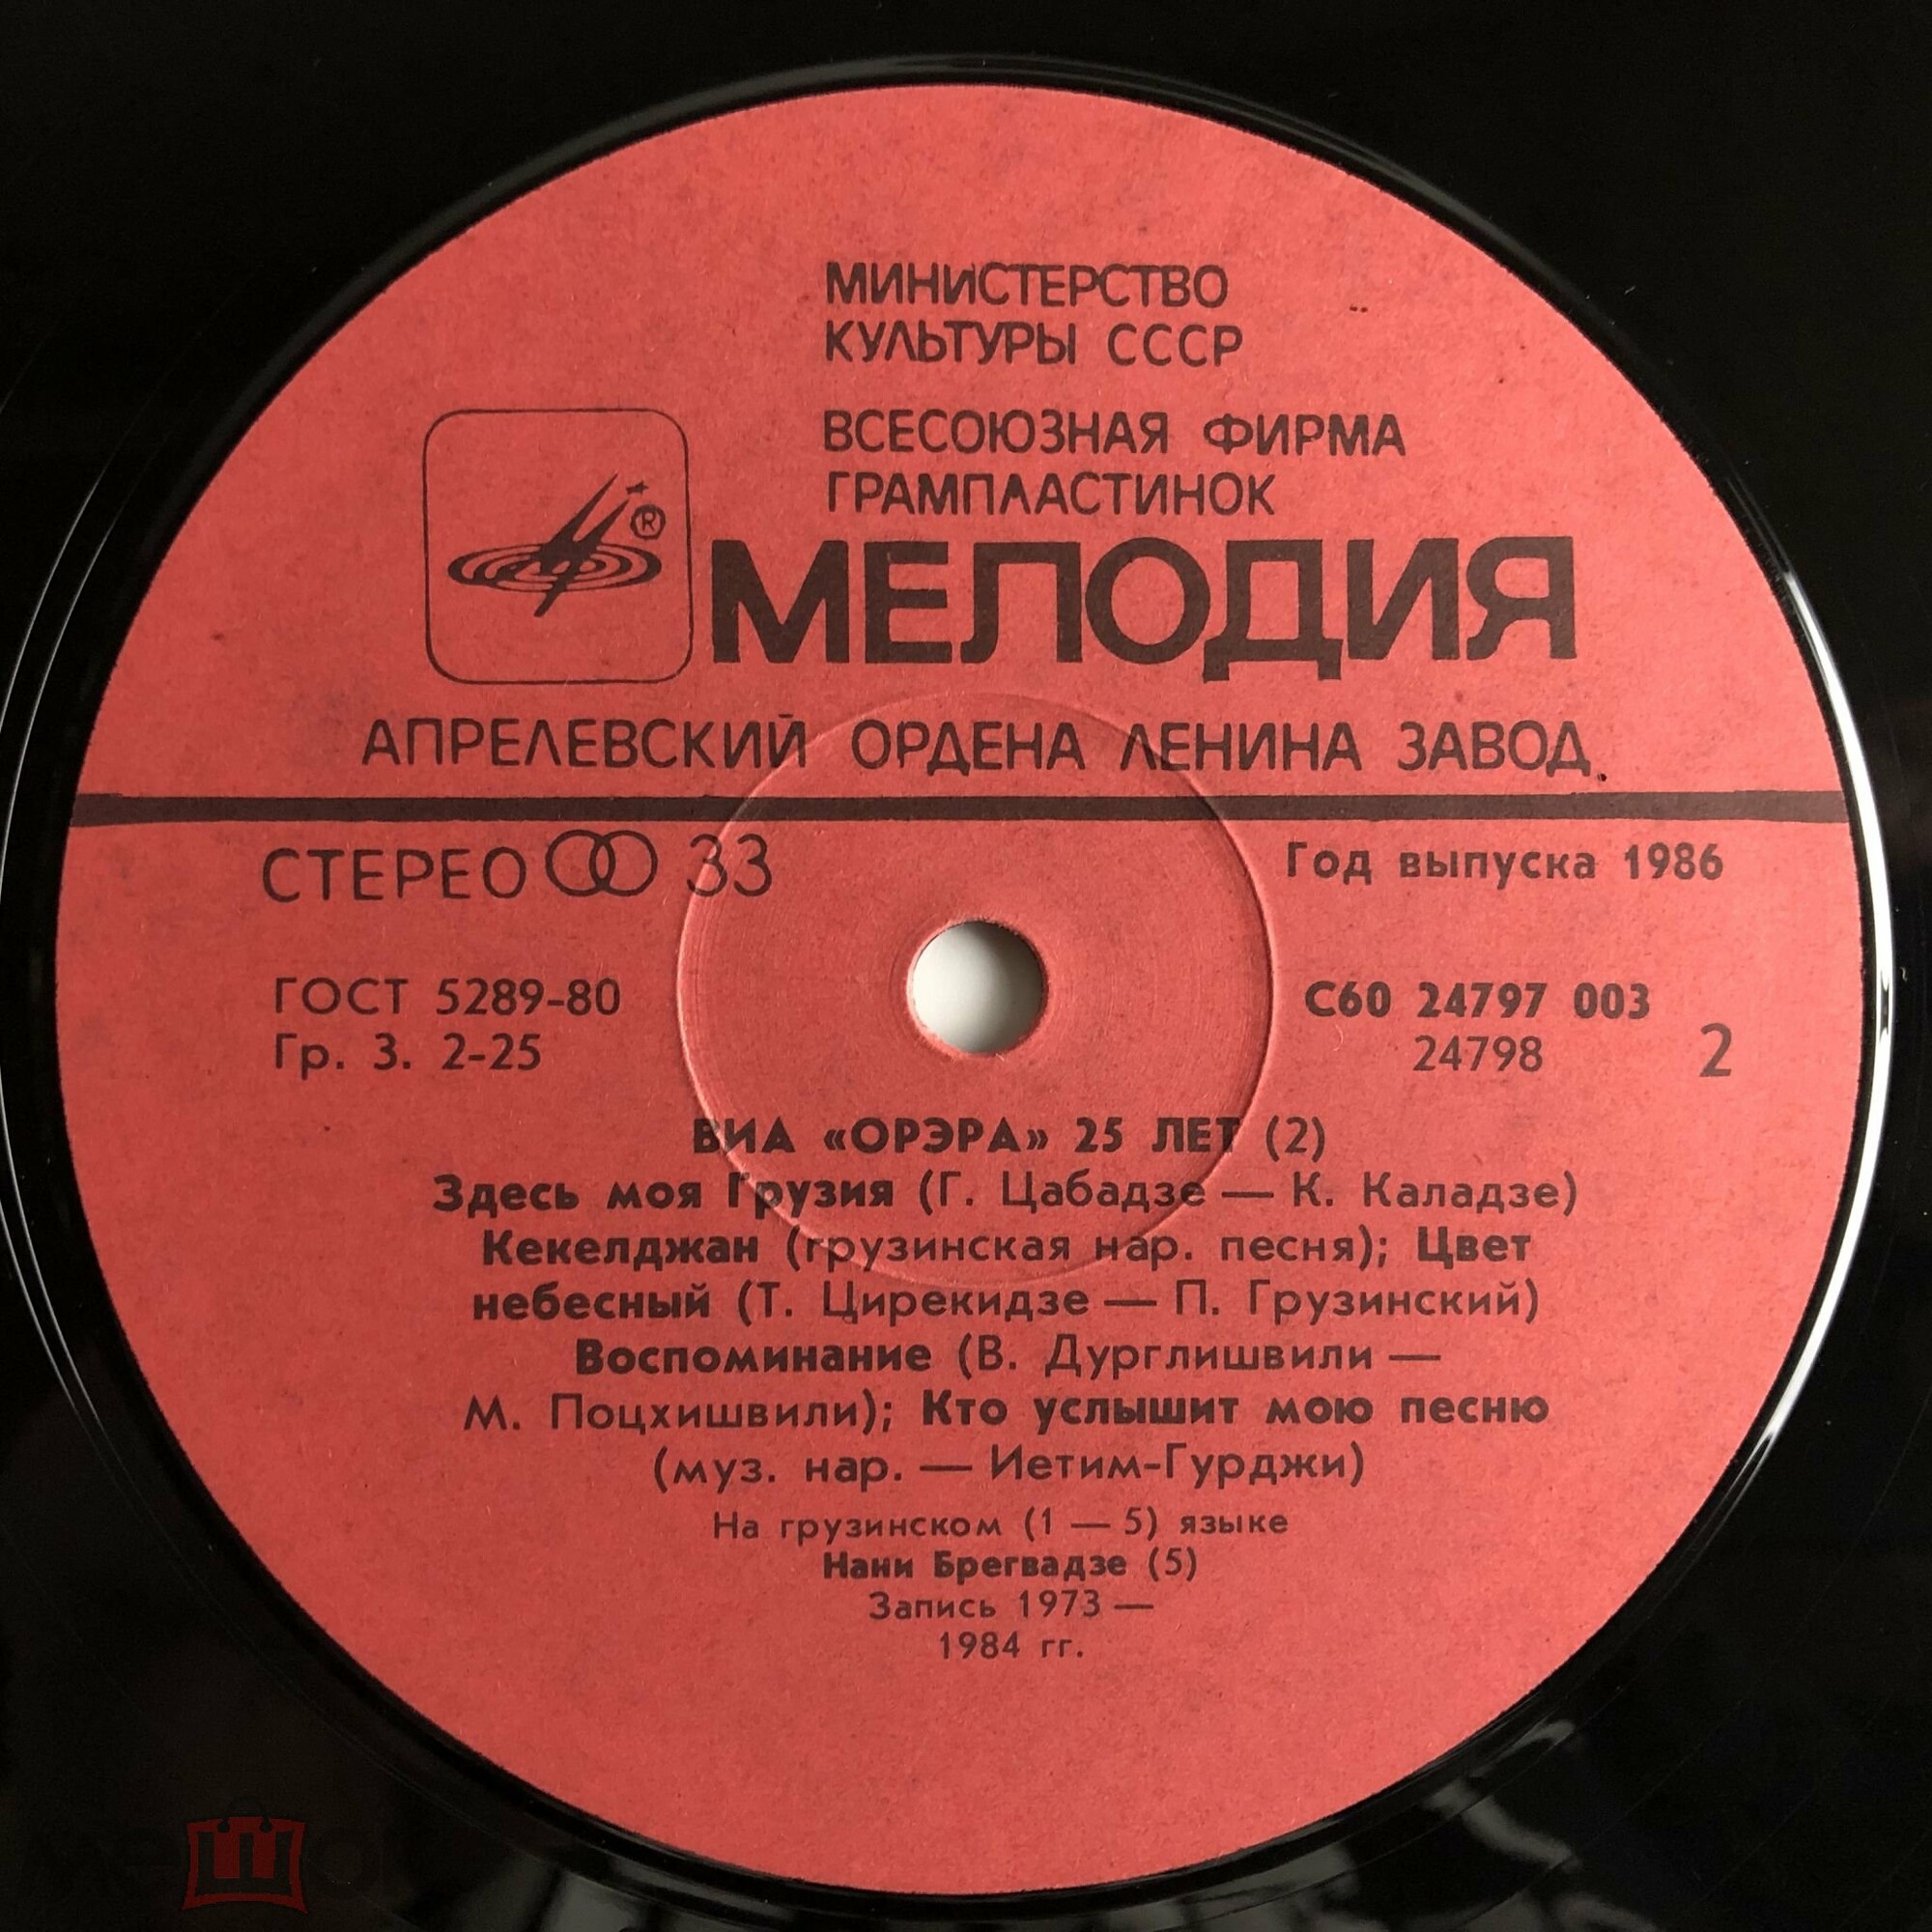 МИНИСТЕРСТВО
КУЛЬТУРЫ СССР
ВСЕСОЮЗНАЯ ФИРМА
ГРАМПЛАСТИНОК
®
МЕЛОДИЯ
АПРЕЛЕВСКИЙ ОРДЕНА ЛЕНИНА ЗАВОД
СТЕРЕО 33
Год выпуска 1986
ГОСТ 5289-80
Гр. 3. 2-25
С60 24797 003
24798
2
ВИА «ОРЭРА» 25 ЛЕТ (2)
Здесь моя Грузия (Г. Цабадзе — К. Каладзе)
Кекелджан (грузинская нар. песня); Цвет
небесный (Т. Цирекидзе — П. Грузинский)
Воспоминание (В. Дурглишвили —
М. Поцхишвили); Кто услышит мою песню
(муз. нар. — Иетим-Гурджи)
На грузинском (1 — 5) языке
Нани Брегвадзе (5)
Запись 1973 —
1984 гг.